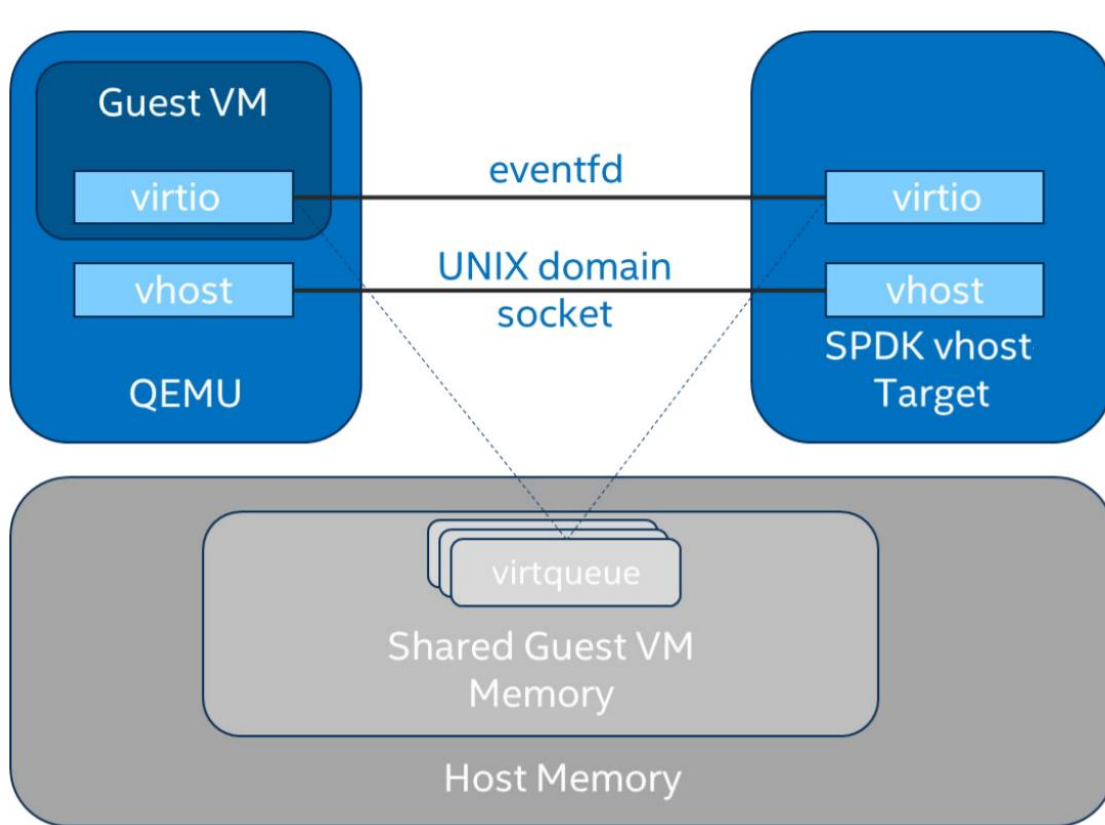 Guest VM
virtio
vhost
QEMU
eventfd
UNIX domain
socket
virtio
vhost
SPDK vhost
Target
virtqueue
Shared Guest VM
Memory
Host Memory